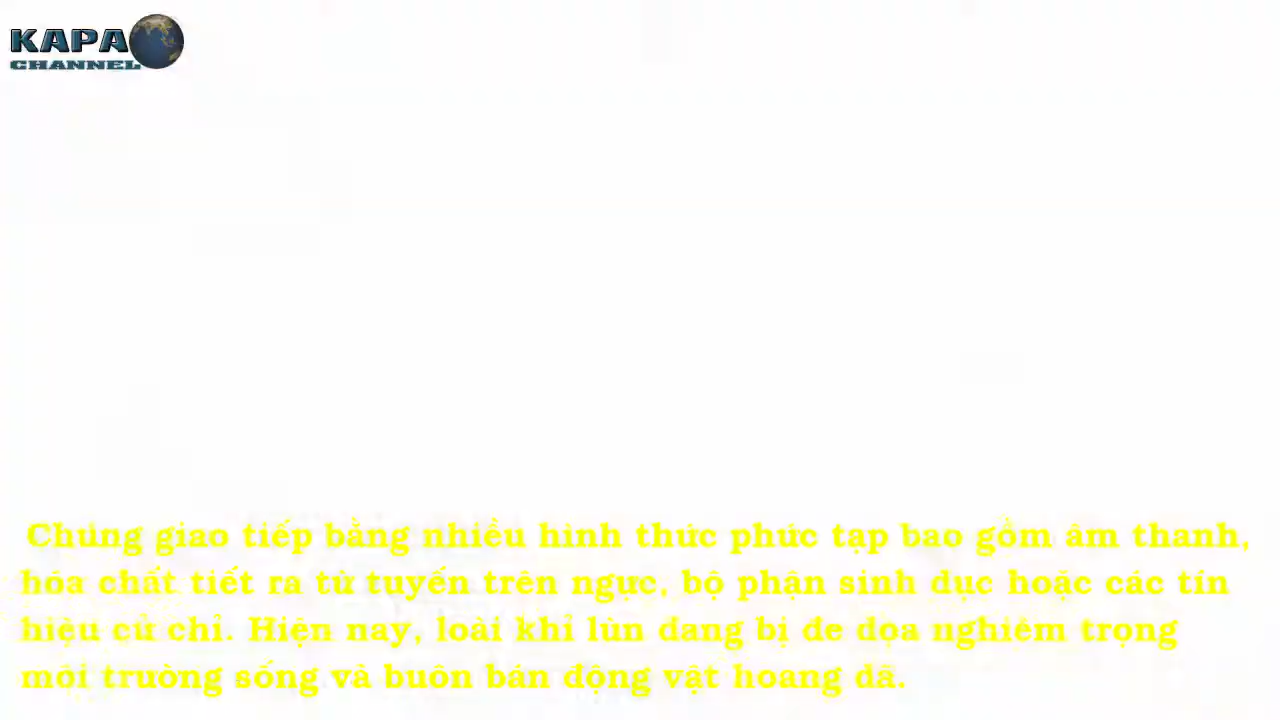 KAPA
CHANNEL
Chúng giao tiếp bằng nhiều hình thức phức tạp bao gồm âm thanh,
hóa chất tiết ra từ tuyến trên ngực, bộ phận sinh dục hoặc các tín
hiệu cử chỉ. Hiện nay, loài khỉ lùn đang bị đe dọa nghiêm trọng
môi trường sống và buôn bán động vật hoang dã.